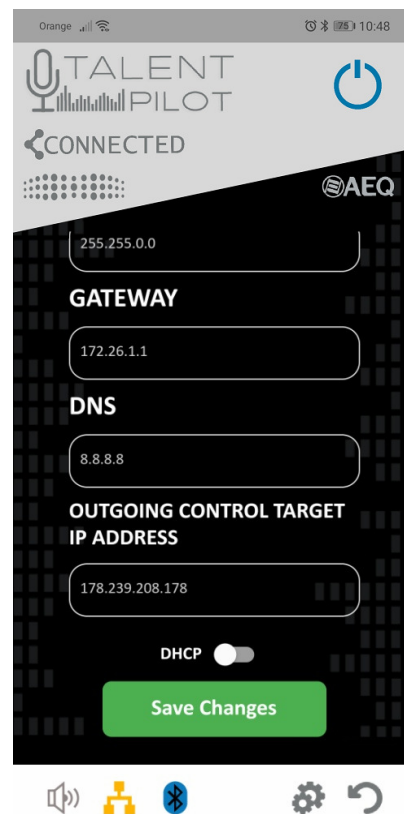 Orange 75 10:48
TALENT
PILOT
CONNECTED
AEQ
255.255.0.0
GATEWAY
172.26.1.1
DNS
8.8.8.8
OUTGOING CONTROL TARGET
IP ADDRESS
178.239.208.178
DHCP
Save Changes